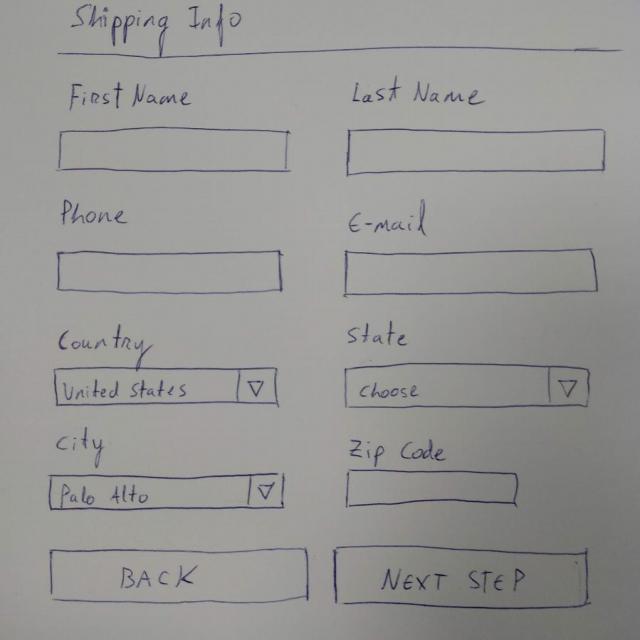 Shipping Info
First Name
Last Name
Phone
E-mail
Country
State
United States
Choose
City
Zip Code
Palo Alto
BACK
NEXT STEP